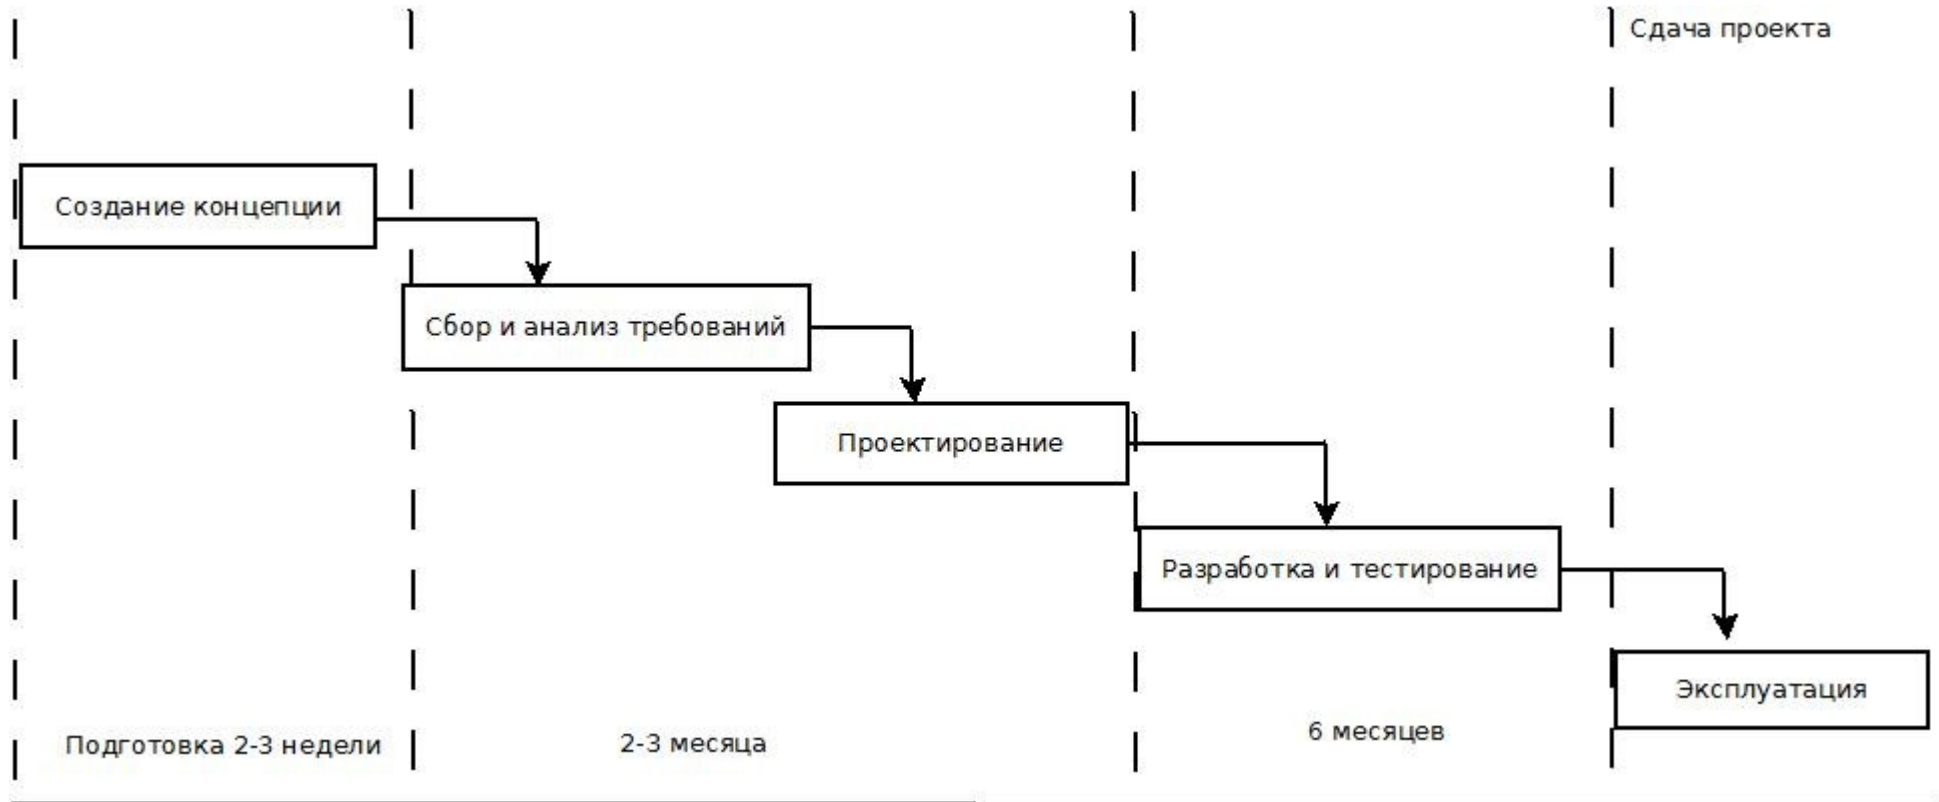 Сдача проекта
Создание концепции
Сбор и анализ требований
Проектирование
Разработка и тестирование
Эксплуатация
Подготовка 2-3 недели
2-3 месяца
6 месяцев